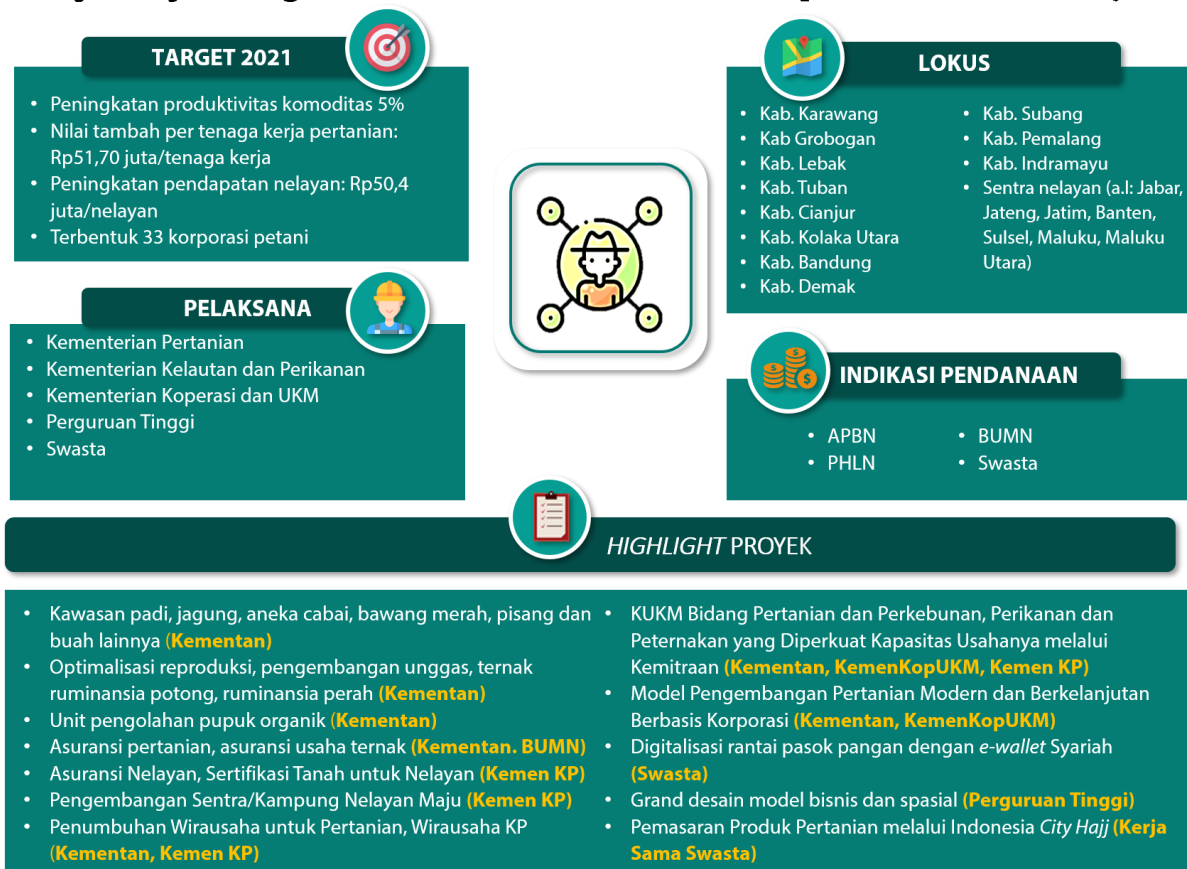 TARGET 2021
• Peningkatan produktivitas komoditas 5%
• Nilai tambah per tenaga kerja pertanian:
Rp51,70 juta/tenaga kerja
• Peningkatan pendapatan nelayan: Rp50,4
juta/nelayan
• Terbentuk 33 korporasi petani
PELAKSANA
• Kementerian Pertanian
• Kementerian Kelautan dan Perikanan
• Kementerian Koperasi dan UKM
• Perguruan Tinggi
• Swasta
LOKUS
• Kab. Karawang
• Kab Grobogan
• Kab. Lebak
• Kab. Tuban
• Kab. Cianjur
• Kab. Kolaka Utara
• Kab. Bandung
• Kab. Demak
• Kab. Subang
• Kab. Pemalang
• Kab. Indramayu
• Sentra nelayan (a.l: Jabar,
Jateng, Jatim, Banten,
Sulsel, Maluku, Maluku
Utara)
INDIKASI PENDANAAN
• APBN
• PHLN
• BUMN
• Swasta
HIGHLIGHT PROYEK
• Kawasan padi, jagung, aneka cabai, bawang merah, pisang dan
buah lainnya (Kementan)
• Optimalisasi reproduksi, pengembangan unggas, ternak
ruminansia potong, ruminansia perah (Kementan)
• Unit pengolahan pupuk organik (Kementan)
• Asuransi pertanian, asuransi usaha ternak (Kementan. BUMN)
• Asuransi Nelayan, Sertifikasi Tanah untuk Nelayan (Kemen KP)
• Pengembangan Sentra/Kampung Nelayan Maju (Kemen KP)
• Penumbuhan Wirausaha untuk Pertanian, Wirausaha KP
(Kementan, Kemen KP)
• KUKM Bidang Pertanian dan Perkebunan, Perikanan dan
Peternakan yang Diperkuat Kapasitas Usahanya melalui
Kemitraan (Kementan, KemenKopUKM, Kemen KP)
• Model Pengembangan Pertanian Modern dan Berkelanjutan
Berbasis Korporasi (Kementan, KemenKopUKM)
• Digitalisasi rantai pasok pangan dengan e-wallet Syariah
(Swasta)
• Grand desain model bisnis dan spasial (Perguruan Tinggi)
• Pemasaran Produk Pertanian melalui Indonesia City Hajj (Kerja
Sama Swasta)